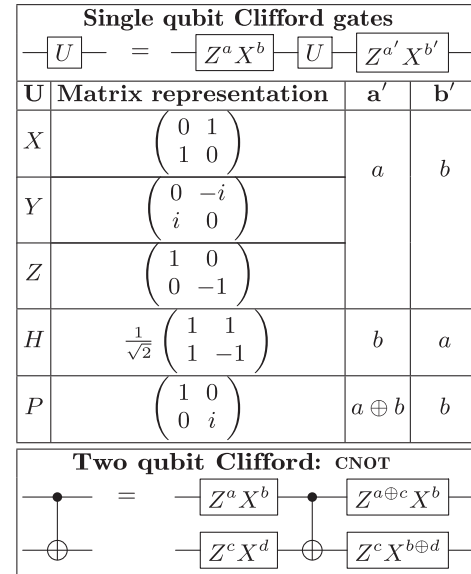 Single qubit Clifford gates
U = Z^a X^b U Z^{a′} X^{b′}
U Matrix representation a′ b′
X ( 0 1
1 0 ) a b
Y ( 0 −i
i 0 )
Z ( 1 0
0 −1 )
H 1/√2 ( 1 1
1 −1 ) b a
P ( 1 0
0 i ) a ⊕ b b
Two qubit Clifford: CNOT
= Z^a X^b Z^{a⊕c} X^b
Z^c X^d Z^c X^{b⊕d}